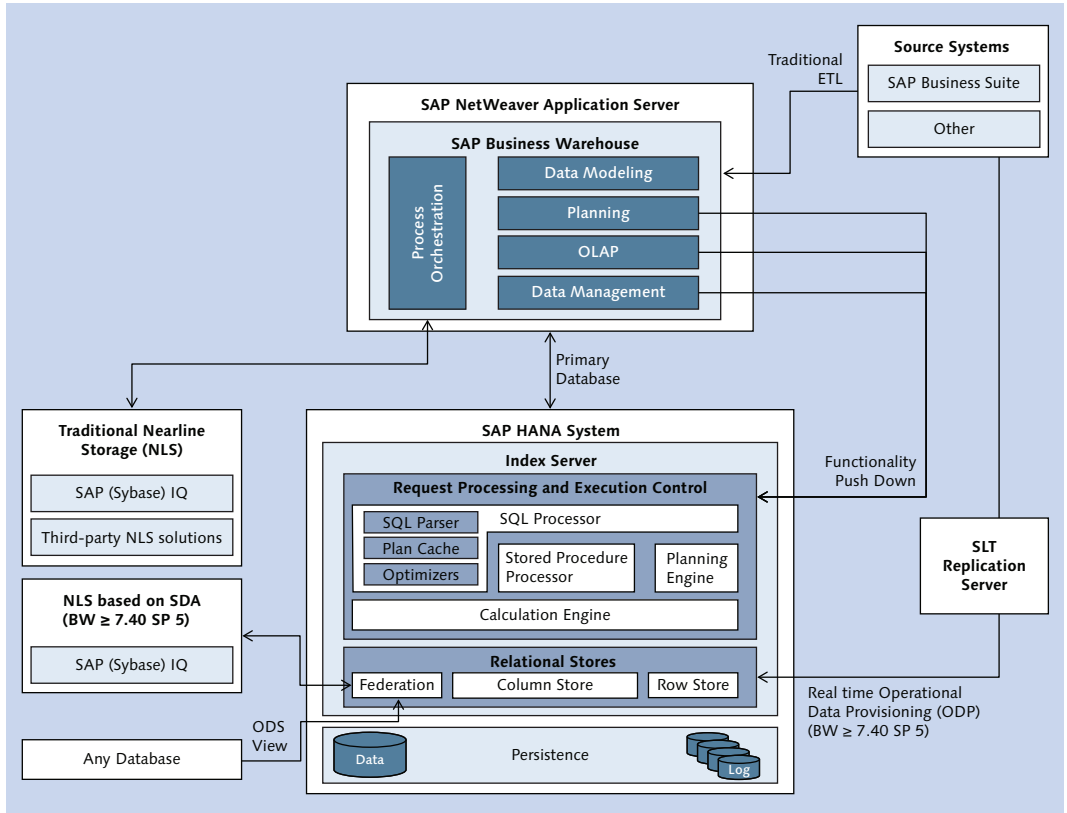 Source Systems
SAP Business Suite
Other
Traditional
ETL
SAP NetWeaver Application Server
SAP Business Warehouse
Process
Orchestration
Data Modeling
Planning
OLAP
Data Management
Primary
Database
Traditional Nearline
Storage (NLS)
SAP (Sybase) IQ
Third-party NLS solutions
NLS based on SDA
(BW ≥ 7.40 SP 5)
SAP (Sybase) IQ
Any Database
ODS
View
SAP HANA System
Index Server
Request Processing and Execution Control
SQL Parser
Plan Cache
Optimizers
SQL Processor
Stored Procedure
Processor
Planning
Engine
Calculation Engine
Relational Stores
Federation
Column Store
Row Store
Data
Persistence
Log
Functionality
Push Down
SLT
Replication
Server
Real time Operational
Data Provisioning (ODP)
(BW ≥ 7.40 SP 5)